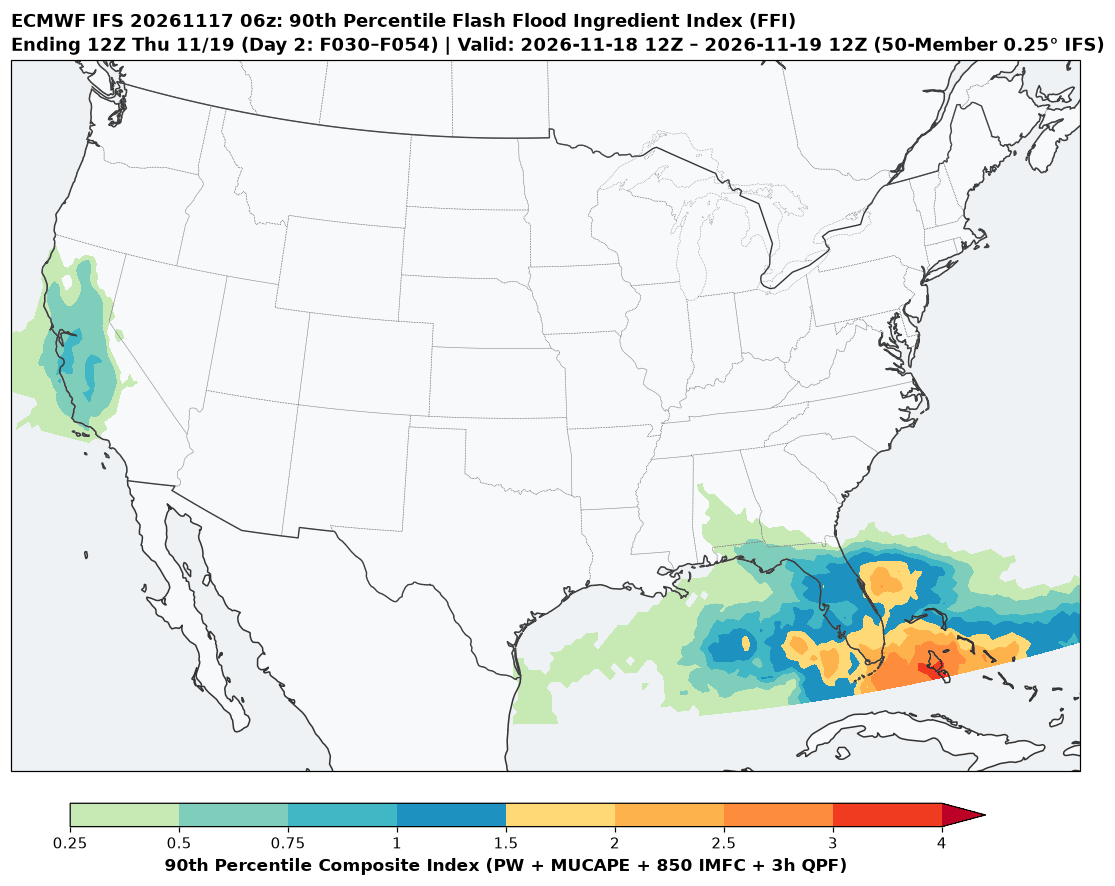 ECMWF IFS 20261117 06z: 90th Percentile Flash Flood Ingredient Index (FFI)
Ending 12Z Thu 11/19 (Day 2: F030–F054) | Valid: 2026-11-18 12Z – 2026-11-19 12Z (50-Member 0.25° IFS)
0.25 0.5 0.75 1 1.5 2 2.5 3 4
90th Percentile Composite Index (PW + MUCAPE + 850 IMFC + 3h QPF)